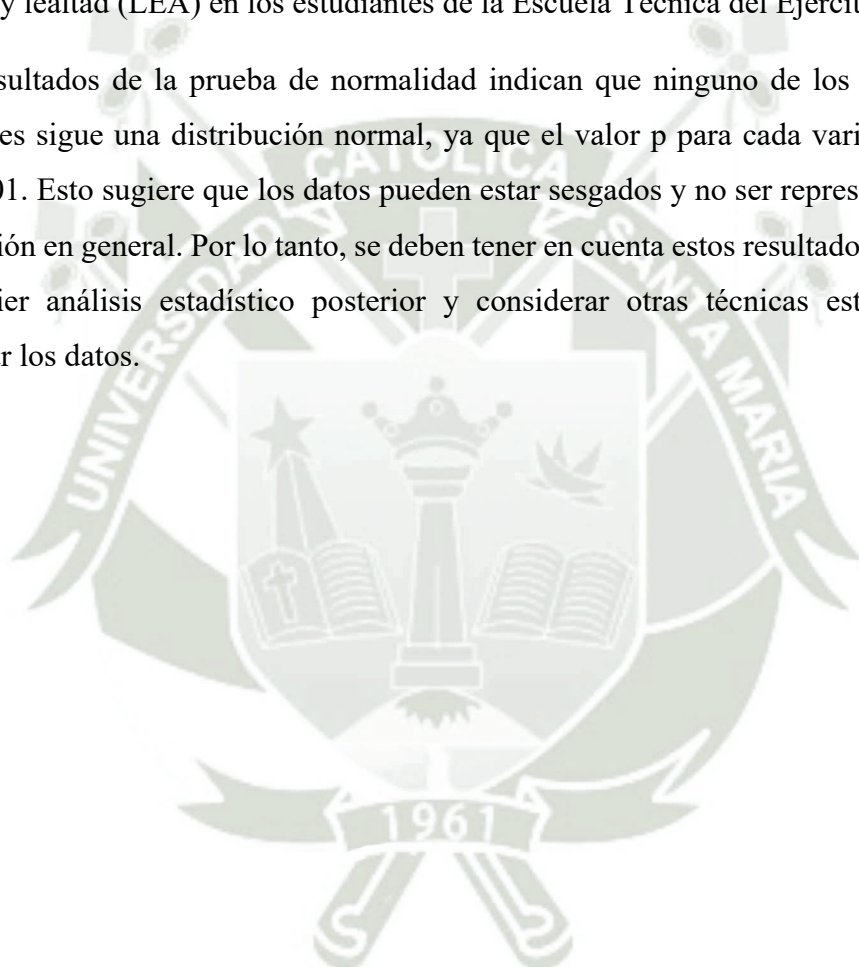 y lealtad (LEA) en los estudiantes de la Escuela Técnica del Ejércit
sultados de la prueba de normalidad indican que ninguno de los
es sigue una distribución normal, ya que el valor p para cada vari
01. Esto sugiere que los datos pueden estar sesgados y no ser repres
ión en general. Por lo tanto, se deben tener en cuenta estos resultado
ier análisis estadístico posterior y considerar otras técnicas est
ar los datos.
UNIVERSIDAD CATOLICA SANTA MARIA
1961